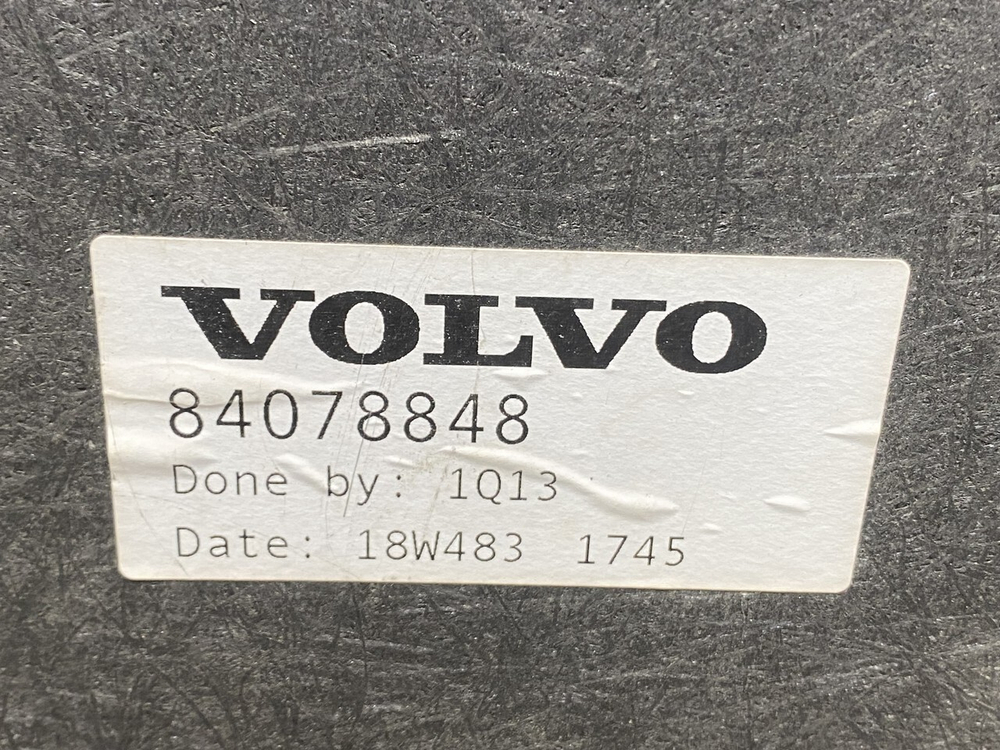 VOLVO
84078848
Done by: 1Q13
Date: 18W483 1745